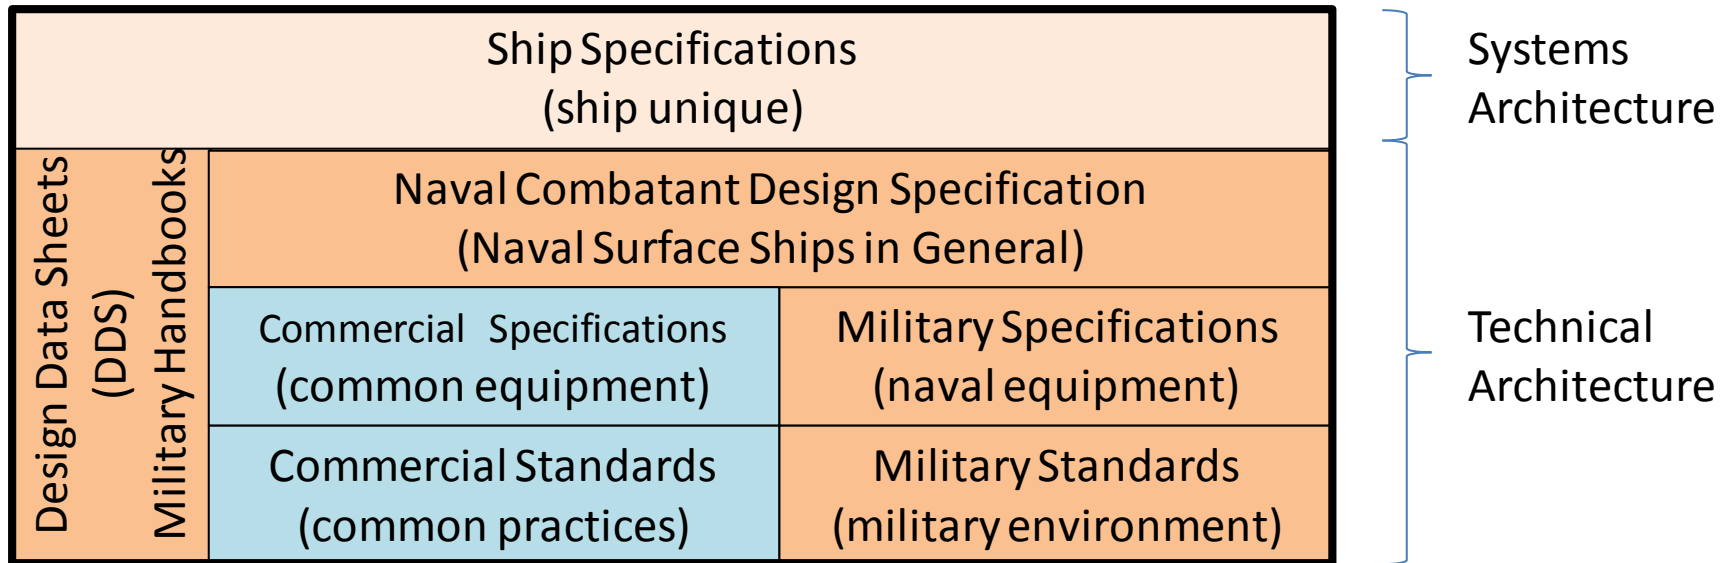 Ship Specifications
(ship unique)
Systems
Architecture
Design Data Sheets
(DDS)
Military Handbooks
Naval Combatant Design Specification
(Naval Surface Ships in General)
Commercial Specifications
(common equipment)
Military Specifications
(naval equipment)
Commercial Standards
(common practices)
Military Standards
(military environment)
Technical
Architecture